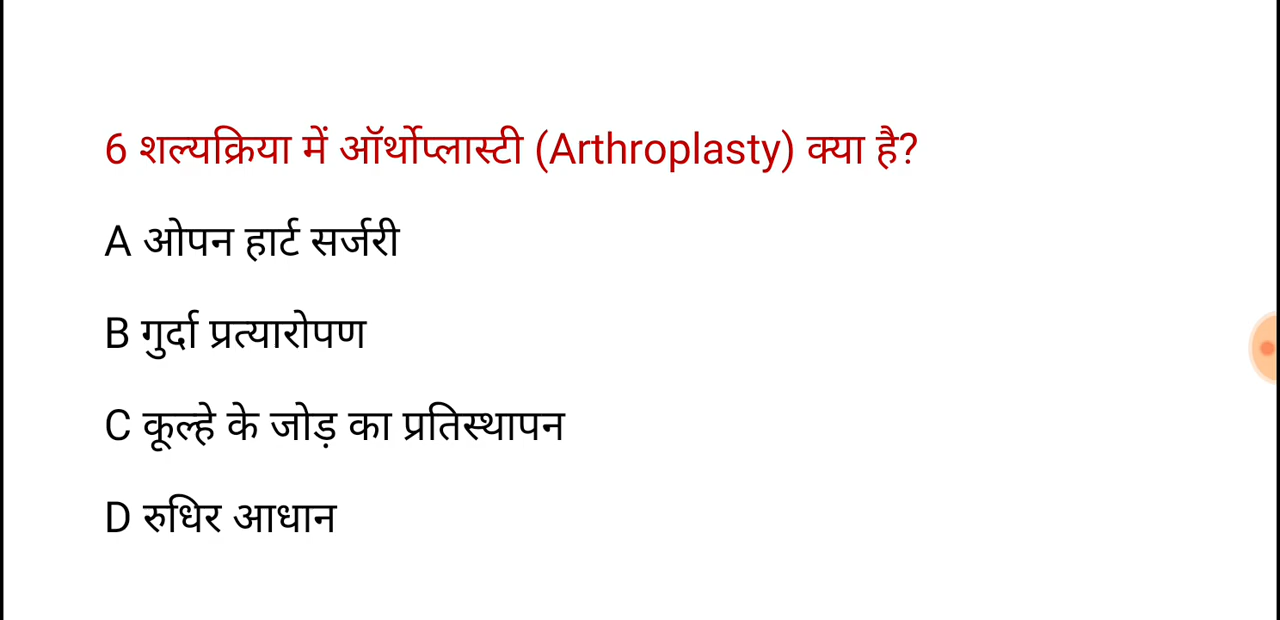 6 शल्यक्रिया में ऑर्थोप्लास्टी (Arthroplasty) क्या है?
A ओपन हार्ट सर्जरी
B गुर्दा प्रत्यारोपण
C कूल्हे के जोड़ का प्रतिस्थापन
D रुधिर आधान